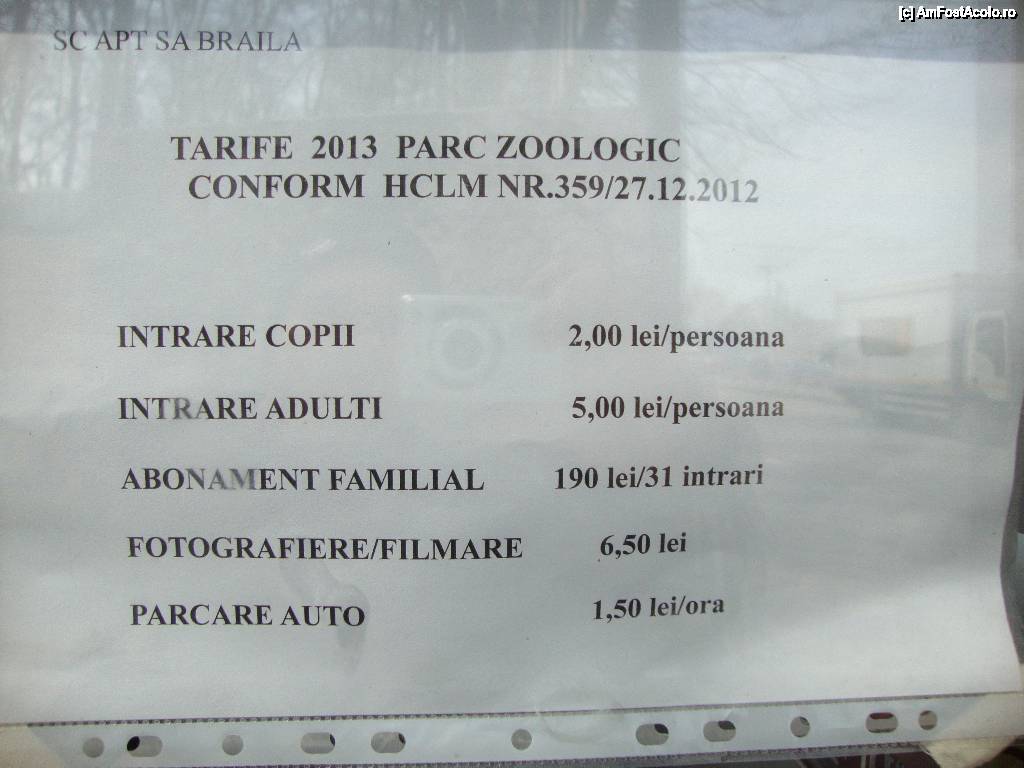 [c] AmFostAcolo.ro
SC APT SA BRAILA
TARIFE 2013 PARC ZOOLOGIC
CONFORM HCLM NR.359/27.12.2012
INTRARE COPII 2,00 lei/persoana
INTRARE ADULTI 5,00 lei/persoana
ABONAMENT FAMILIAL 190 lei/31 intrari
FOTOGRAFIERE/FILMARE 6,50 lei
PARCARE AUTO 1,50 lei/ora